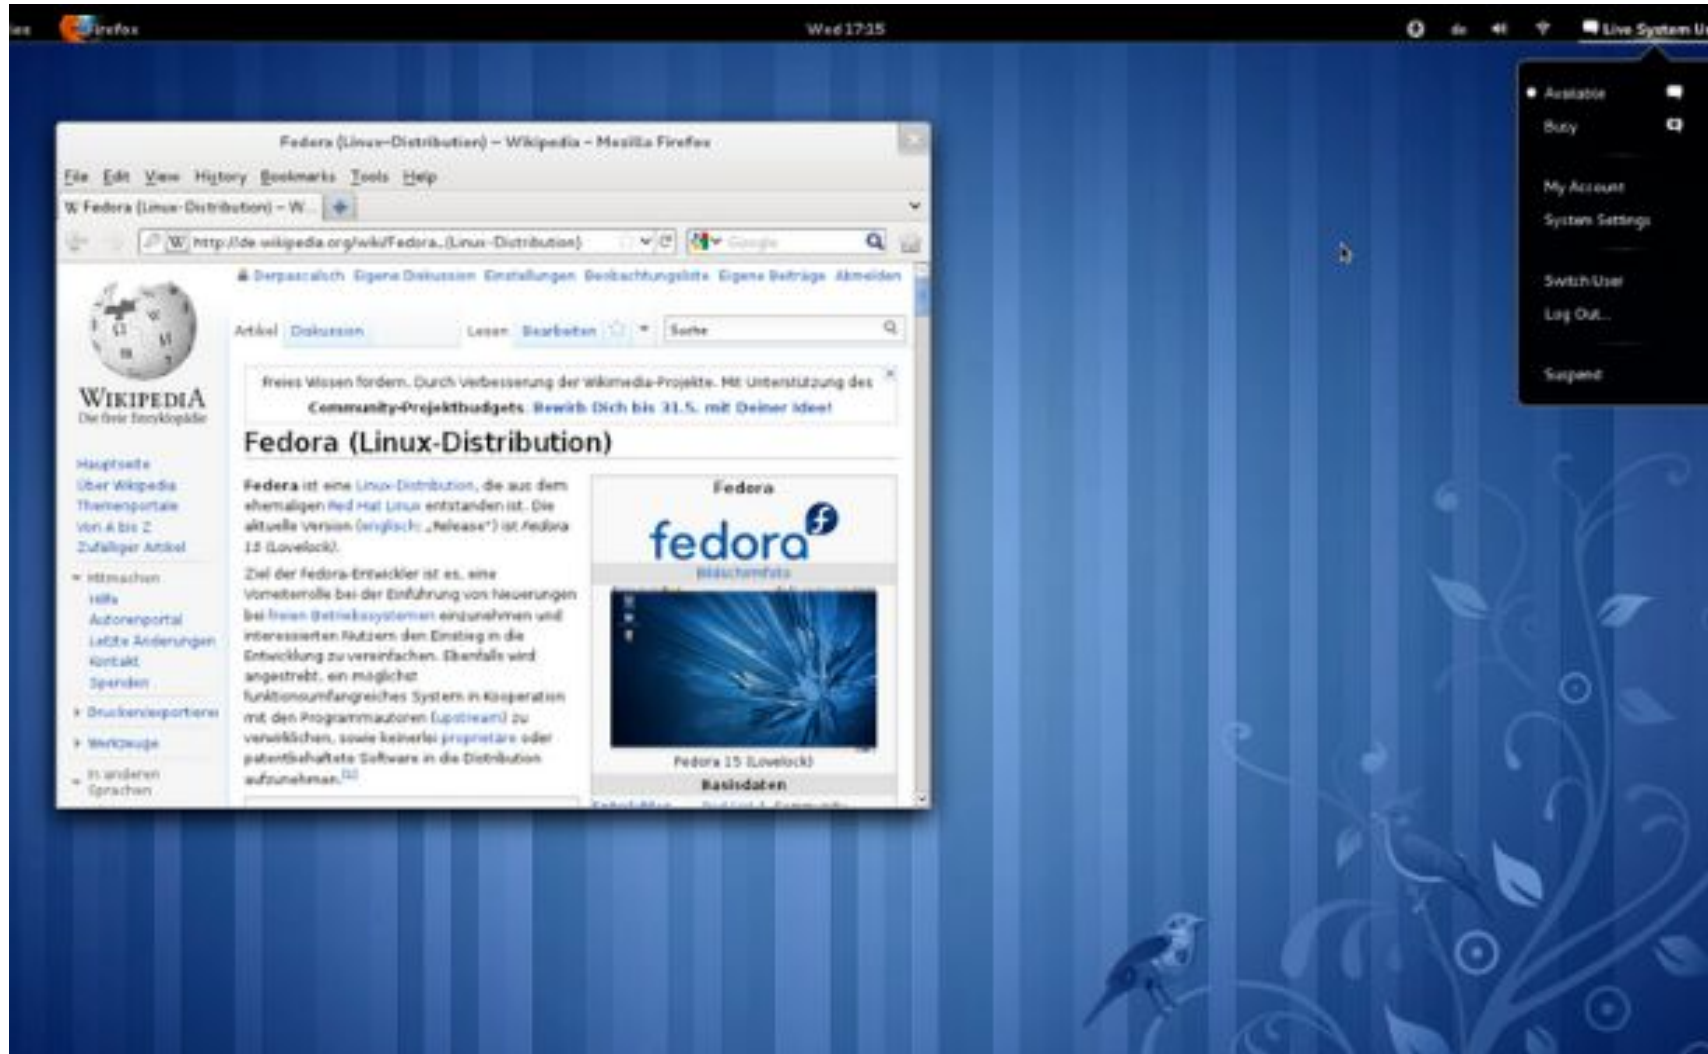 Firefox
Wed 17:15
de
Live System Us
Available
Busy
My Account
System Settings
Switch User
Log Out...
Suspend
Fedora (Linux-Distribution) – Wikipedia – Mozilla Firefox
File Edit View History Bookmarks Tools Help
W Fedora (Linux-Distribution) – W...
W http://de.wikipedia.org/wiki/Fedora_(Linux-Distribution)
Google
Derpascalsch Eigene Diskussion Einstellungen Beobachtungsliste Eigene Beiträge Abmelden
Artikel Diskussion Lesen Bearbeiten Suche
Freies Wissen fördern. Durch Verbesserung der Wikimedia-Projekte. Mit Unterstützung des
Community-Projektbudgets. Bewirb Dich bis 31.5. mit Deiner Idee!
WIKIPEDIA
Die freie Enzyklopädie
Hauptseite
Über Wikipedia
Themenportale
Von A bis Z
Zufälliger Artikel
Mitmachen
Hilfe
Autorenportal
Letzte Änderungen
Kontakt
Spenden
Drucken/exportieren
Werkzeuge
In anderen
Sprachen
Fedora (Linux-Distribution)
Fedora ist eine Linux-Distribution, die aus dem
ehemaligen Red Hat Linux entstanden ist. Die
aktuelle Version (englisch: „Release“) ist Fedora
15 (Lovelock).
Ziel der Fedora-Entwickler ist es, eine
Vorreiterrolle bei der Einführung von Neuerungen
bei freien Betriebssystemen einzunehmen und
interessierten Nutzern den Einstieg in die
Entwicklung zu vereinfachen. Ebenfalls wird
angestrebt, ein möglichst
funktionsumfangreiches System in Kooperation
mit den Programmautoren (upstream) zu
verwirklichen, sowie keinerlei proprietäre oder
patentbehaftete Software in die Distribution
aufzunehmen.[1]
Fedora
fedora
Bildschirmfoto
Fedora 15 (Lovelock)
Basisdaten